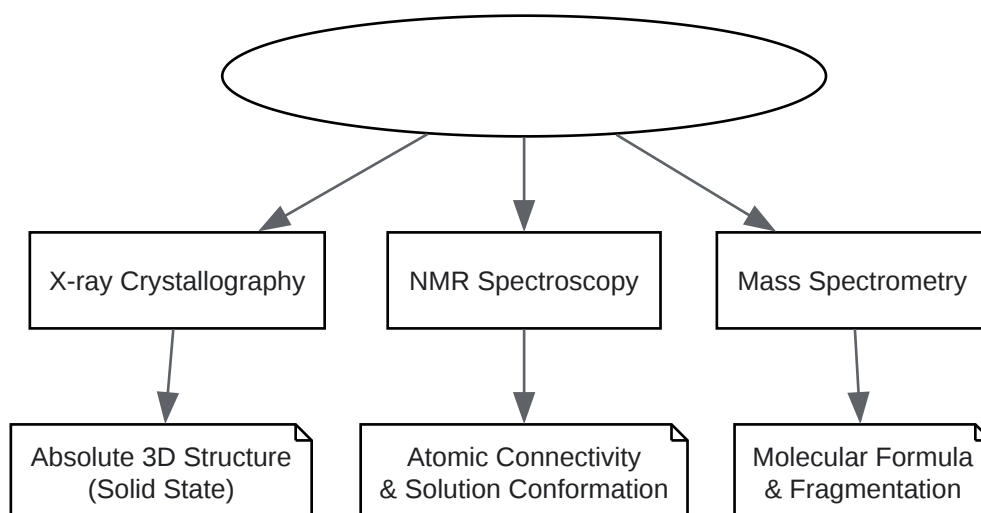 X-ray Crystallography
NMR Spectroscopy
Mass Spectrometry
Absolute 3D Structure
(Solid State)
Atomic Connectivity
& Solution Conformation
Molecular Formula
& Fragmentation